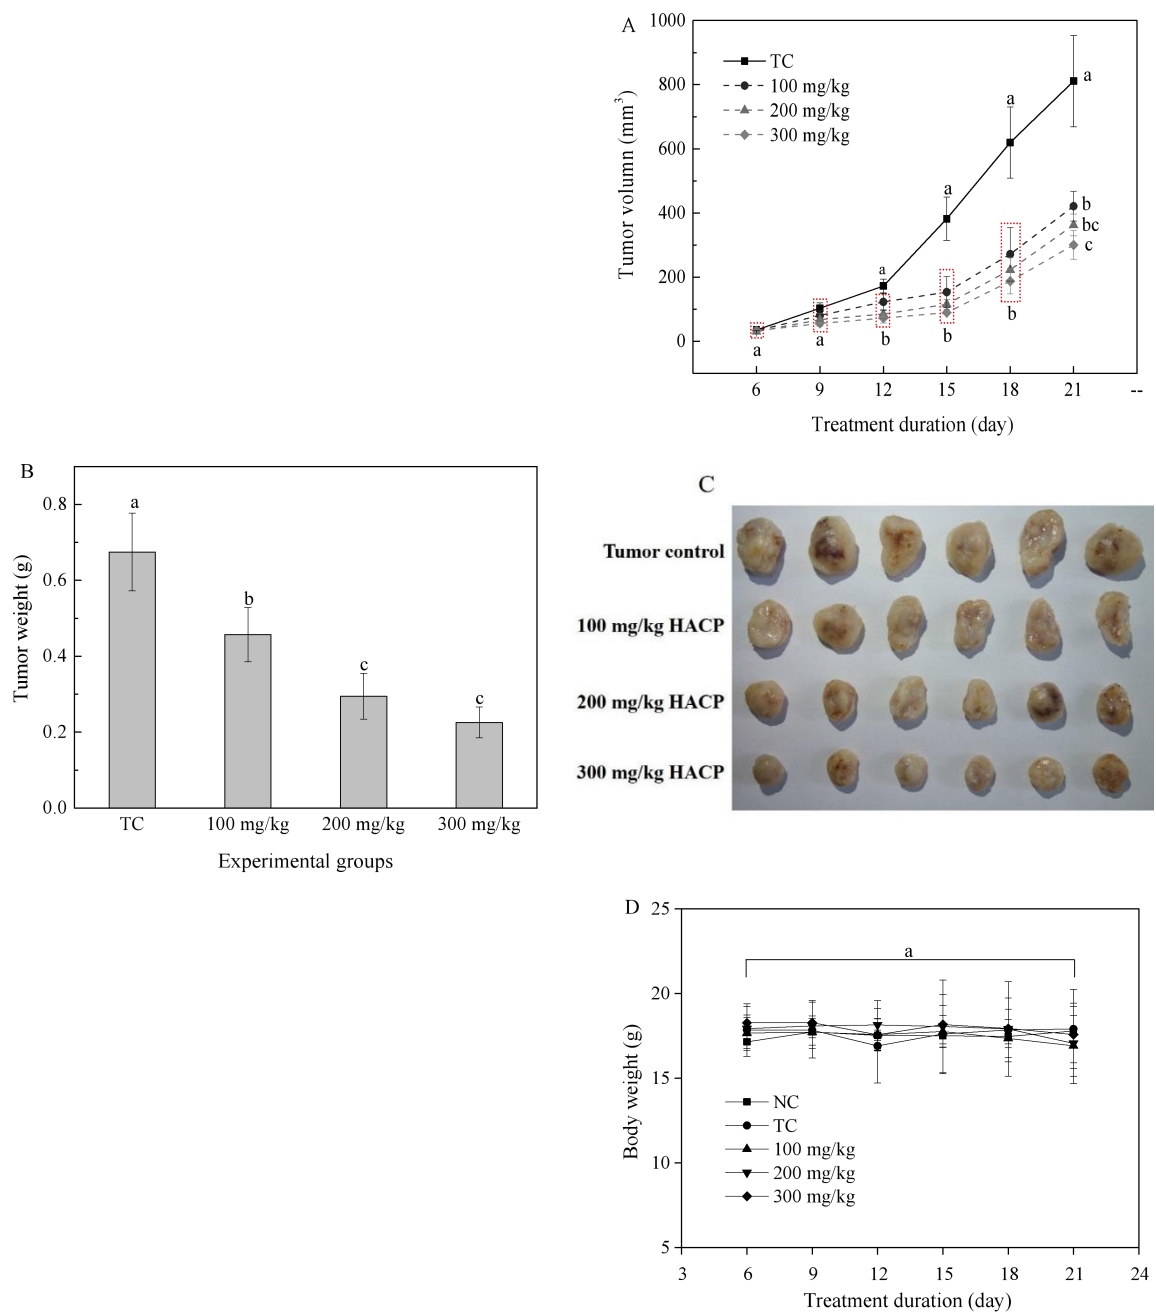 A
1000
800
600
400
200
0
Tumor volumn (mm³)
TC
100 mg/kg
200 mg/kg
300 mg/kg
a
a
a
a
b
bc
c
a
a
b
b
b
6 9 12 15 18 21 --
Treatment duration (day)
B
0.8
0.6
0.4
0.2
0.0
Tumor weight (g)
a
b
c
c
TC 100 mg/kg 200 mg/kg 300 mg/kg
Experimental groups
C
Tumor control
100 mg/kg HACP
200 mg/kg HACP
300 mg/kg HACP
D
25
20
15
10
5
Body weight (g)
a
NC
TC
100 mg/kg
200 mg/kg
300 mg/kg
3 6 9 12 15 18 21 24
Treatment duration (day)